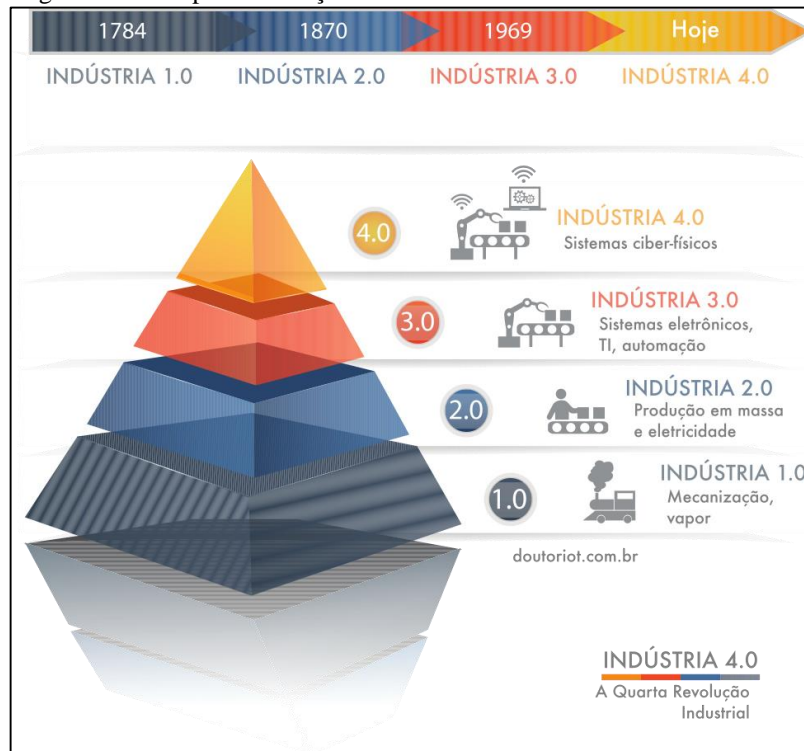 1784 1870 1969 Hoje
INDÚSTRIA 1.0 INDÚSTRIA 2.0 INDÚSTRIA 3.0 INDÚSTRIA 4.0
4.0
INDÚSTRIA 4.0
Sistemas ciber-físicos
3.0
INDÚSTRIA 3.0
Sistemas eletrônicos,
TI, automação
2.0
INDÚSTRIA 2.0
Produção em massa
e eletricidade
1.0
INDÚSTRIA 1.0
Mecanização,
vapor
doutoriot.com.br
INDÚSTRIA 4.0
A Quarta Revolução
Industrial